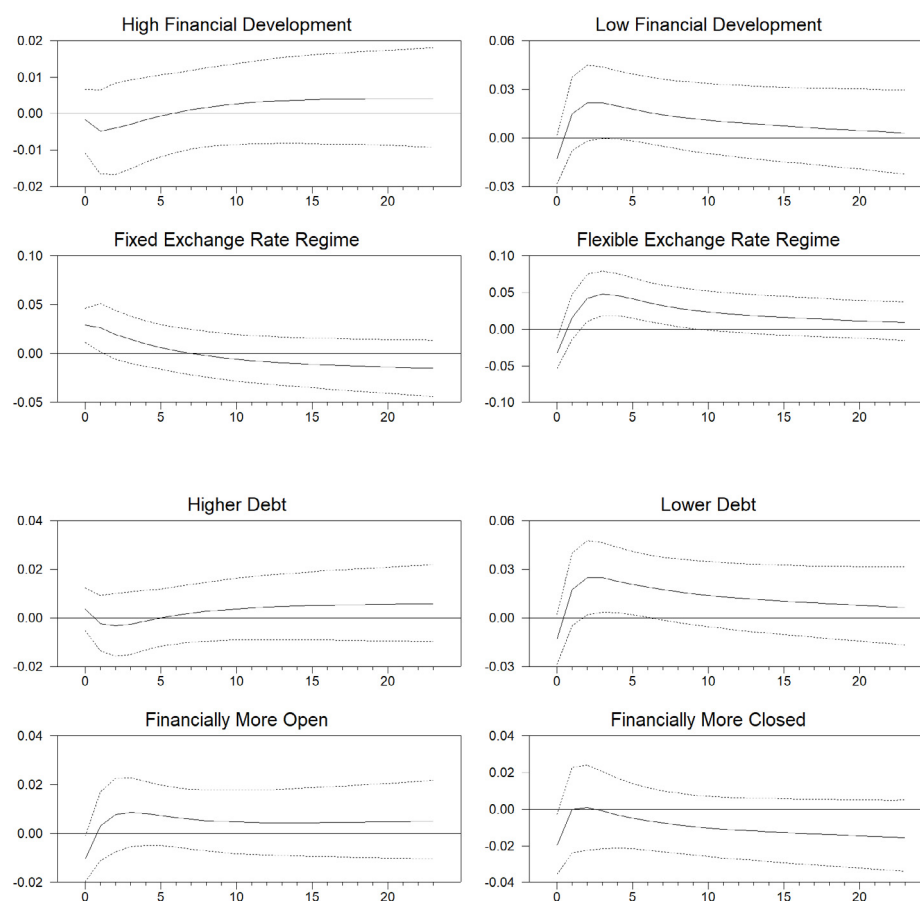 High Financial Development
0.02
0.01
0.00
-0.01
-0.02
0 5 10 15 20
Low Financial Development
0.06
0.03
0.00
-0.03
0 5 10 15 20
Fixed Exchange Rate Regime
0.10
0.05
0.00
-0.05
0 5 10 15 20
Flexible Exchange Rate Regime
0.10
0.05
0.00
-0.05
-0.10
0 5 10 15 20
Higher Debt
0.04
0.02
0.00
-0.02
0 5 10 15 20
Lower Debt
0.06
0.03
0.00
-0.03
0 5 10 15 20
Financially More Open
0.04
0.02
0.00
-0.02
0 5 10 15 20
Financially More Closed
0.04
0.02
0.00
-0.02
-0.04
0 5 10 15 20